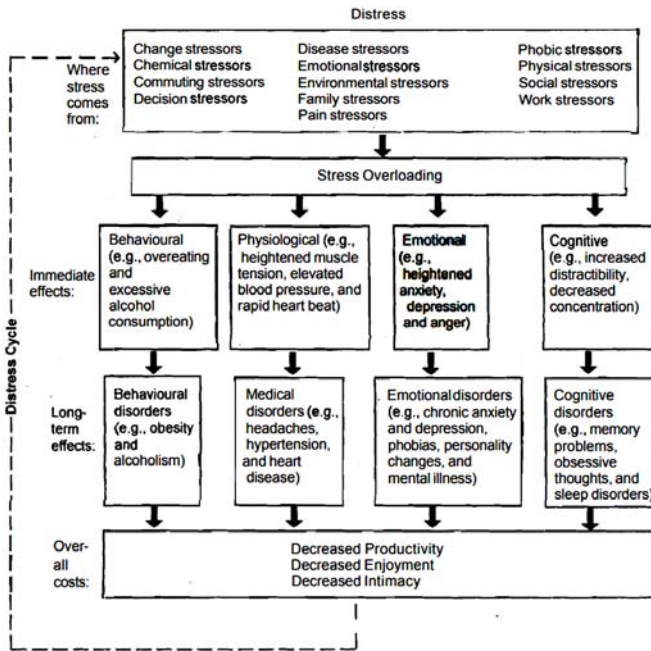 Distress
Where
stress
comes
from:
Change stressors
Chemical stressors
Commuting stressors
Decision stressors
Disease stressors
Emotional stressors
Environmental stressors
Family stressors
Pain stressors
Phobic stressors
Physical stressors
Social stressors
Work stressors
Stress Overloading
Immediate
effects:
Behavioural
(e.g., overeating
and
excessive
alcohol
consumption)
Physiological (e.g.,
heightened muscle
tension, elevated
blood pressure, and
rapid heart beat)
Emotional
(e.g.,
heightened
anxiety,
depression
and anger)
Cognitive
(e.g., increased
distractibility,
decreased
concentration)
Distress Cycle
Long-
term
effects:
Behavioural
disorders
(e.g., obesity
and
alcoholism)
Medical
disorders (e.g.,
headaches,
hypertension,
and heart
disease)
Emotional disorders
(e.g., chronic anxiety
and depression,
phobias, personality
changes, and
mental illness)
Cognitive
disorders
(e.g., memory
problems,
obsessive
thoughts, and
sleep disorders)
Over-
all
costs:
Decreased Productivity
Decreased Enjoyment
Decreased Intimacy